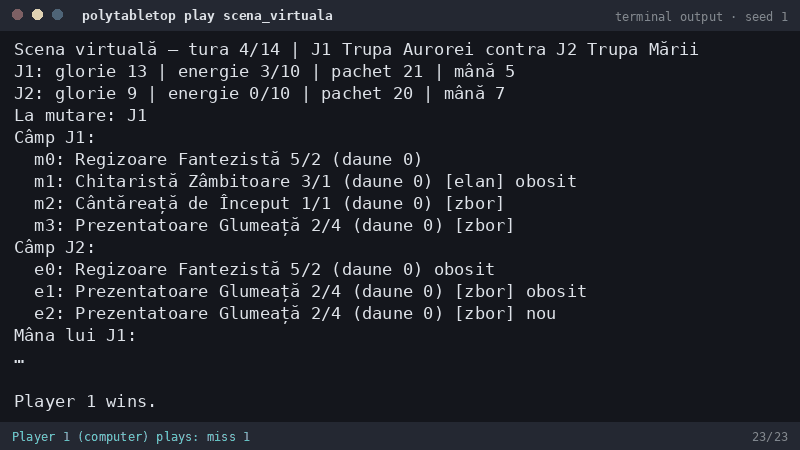 polytabletop play scena_virtuala
terminal output · seed 1
Scena virtuală — tura 4/14 | J1 Trupa Aurorei contra J2 Trupa Mării
J1: glorie 13 | energie 3/10 | pachet 21 | mână 5
J2: glorie 9 | energie 0/10 | pachet 20 | mână 7
La mutare: J1
Câmp J1:
m0: Regizoare Fantezistă 5/2 (daune 0)
m1: Chitaristă Zâmbitoare 3/1 (daune 0) [elan] obosit
m2: Cântăreață de Început 1/1 (daune 0) [zbor]
m3: Prezentatoare Glumeață 2/4 (daune 0) [zbor]
Câmp J2:
e0: Regizoare Fantezistă 5/2 (daune 0) obosit
e1: Prezentatoare Glumeață 2/4 (daune 0) [zbor] obosit
e2: Prezentatoare Glumeață 2/4 (daune 0) [zbor] nou
Mâna lui J1:
…
Player 1 wins.
Player 1 (computer) plays: miss 1
23/23